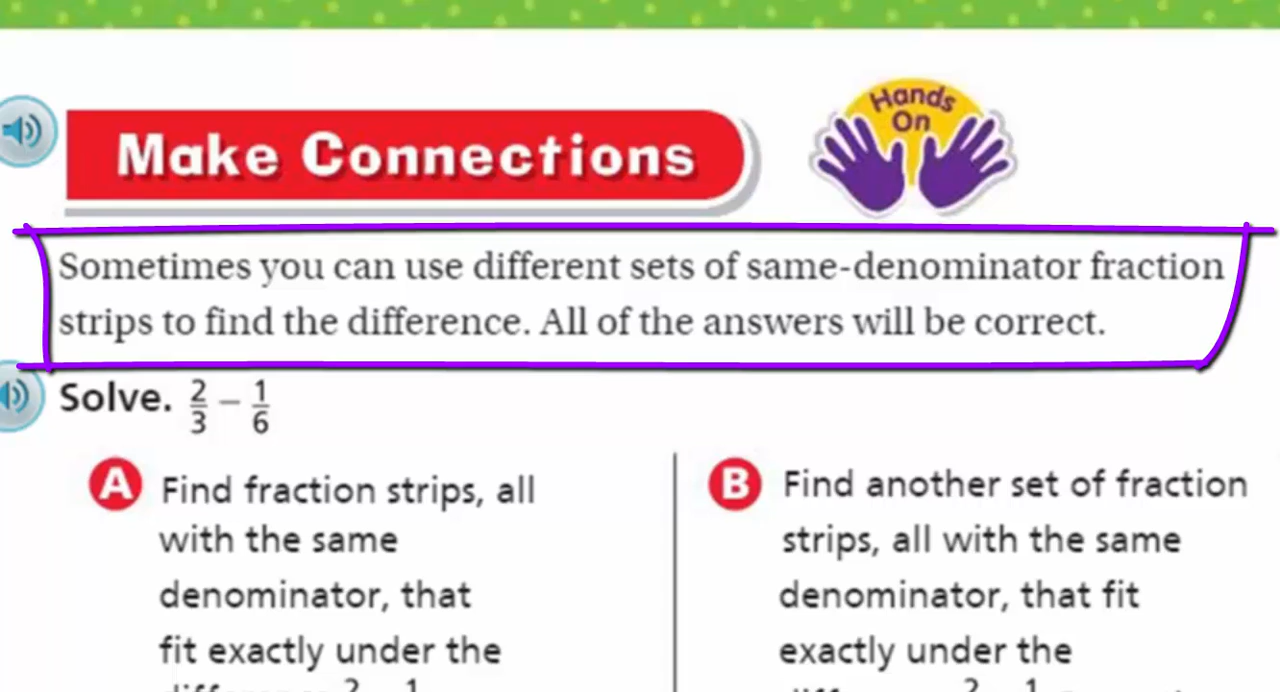 Hands
On
Make Connections
Sometimes you can use different sets of same-denominator fraction
strips to find the difference. All of the answers will be correct.
Solve. 2/3 − 1/6
A Find fraction strips, all
with the same
denominator, that
fit exactly under the
B Find another set of fraction
strips, all with the same
denominator, that fit
exactly under the